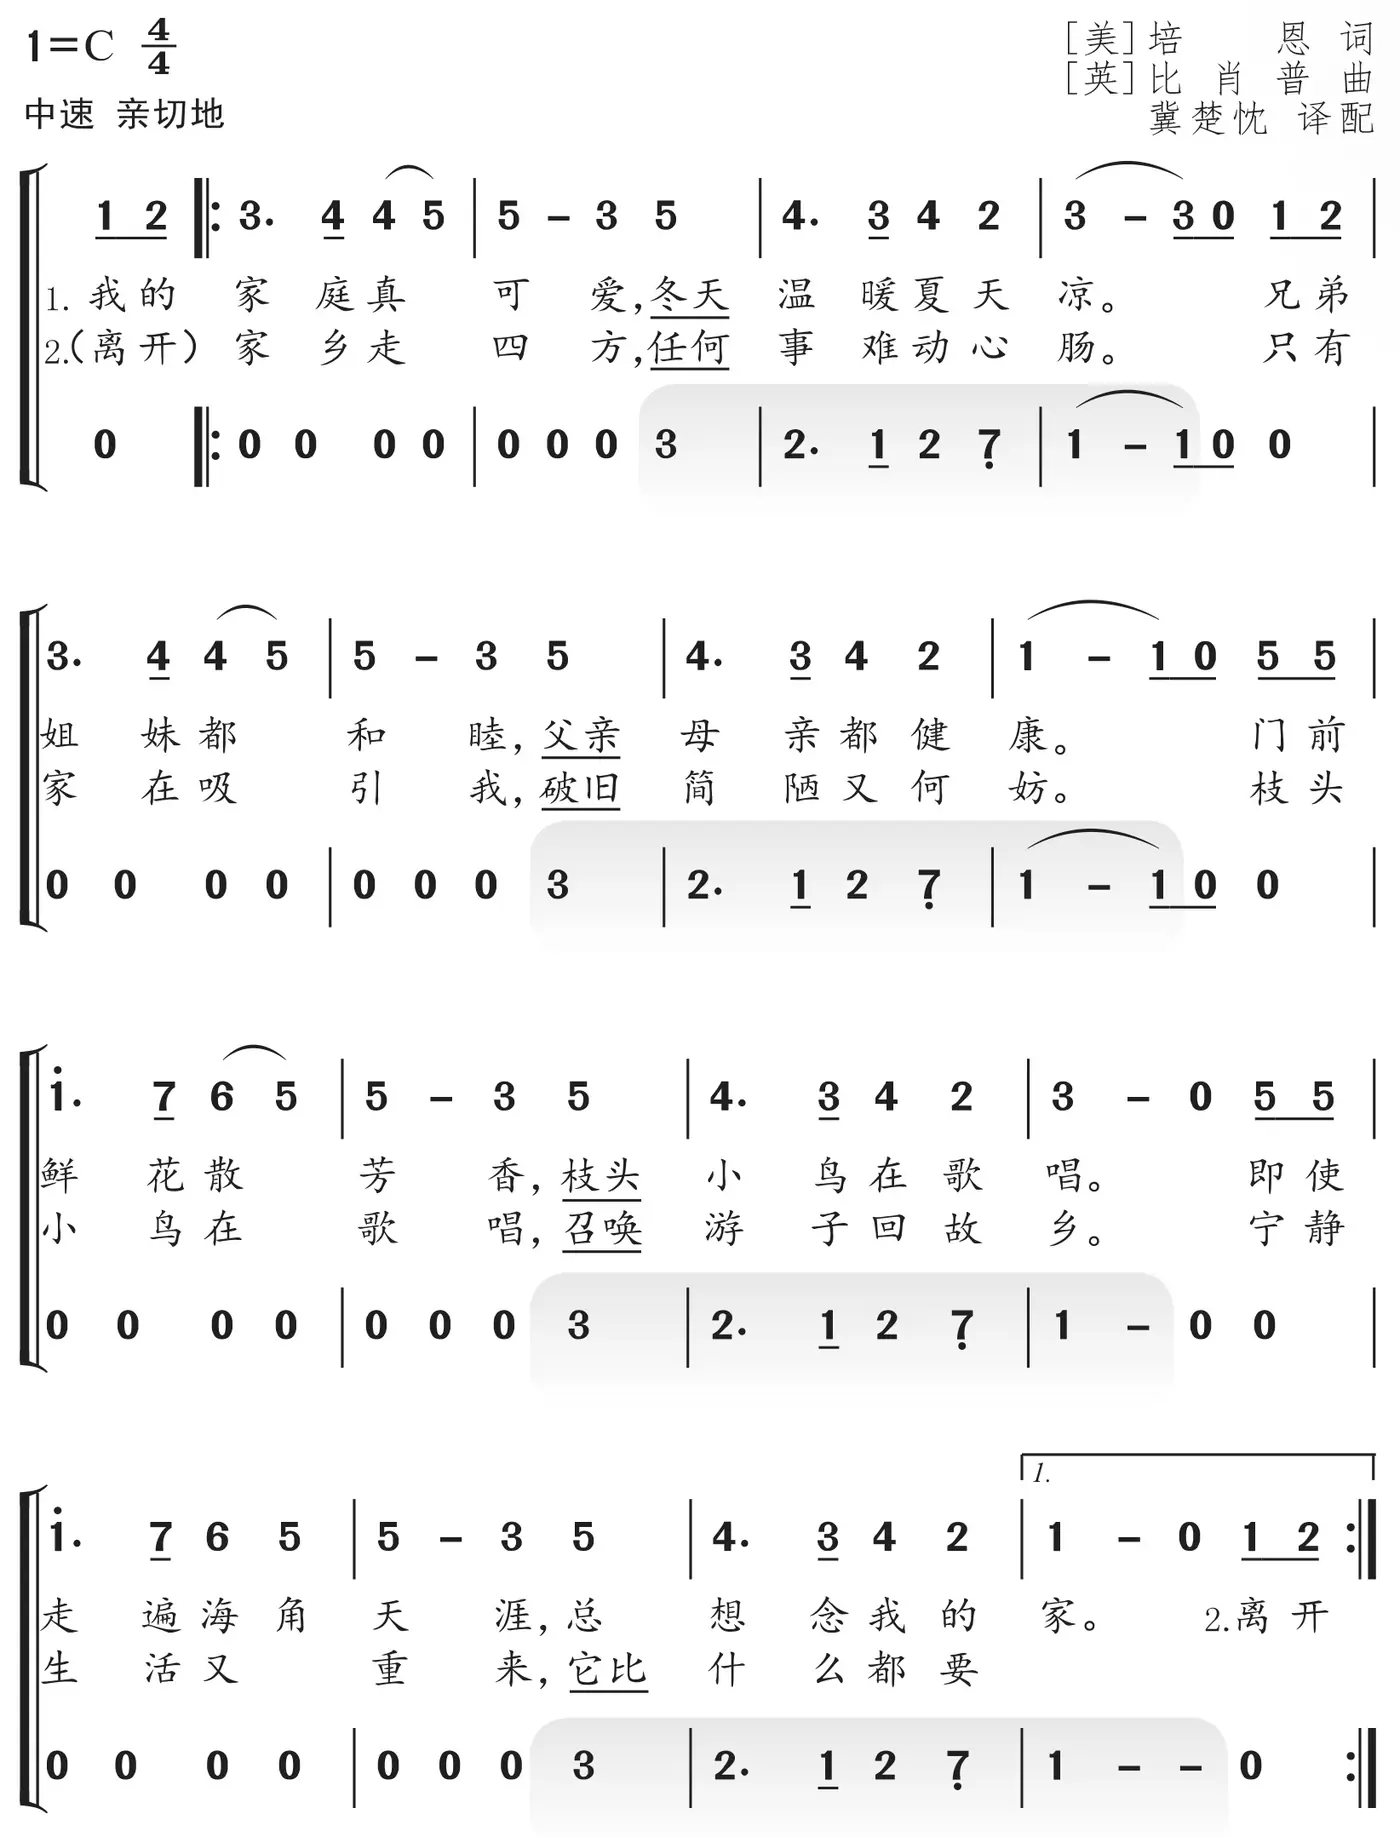 1=C 4/4
[美]培 恩 词
[英]比 肖 普 曲
中速 亲切地
冀楚忱 译配
1 2 ‖: 3. 4 4 5 | 5 - 3 5 | 4. 3 4 2 | 3 - 3 0 1 2 |
1. 我的 家 庭真 可 爱,冬天 温 暖夏天 凉。 兄弟
2.(离开) 家 乡走 四 方,任何 事 难动心 肠。 只有
0 ‖: 0 0 0 0 | 0 0 0 3 | 2. 1 2 7̣ | 1 - 1 0 0 |
3. 4 4 5 | 5 - 3 5 | 4. 3 4 2 | 1 - 1 0 5 5 |
姐 妹都 和 睦,父亲 母 亲都健 康。 门前
家 在吸 引 我,破旧 简 陋又何 妨。 枝头
0 0 0 0 | 0 0 0 3 | 2. 1 2 7̣ | 1 - 1 0 0 |
1̇. 7 6 5 | 5 - 3 5 | 4. 3 4 2 | 3 - 0 5 5 |
鲜 花散 芳 香,枝头 小 鸟在歌 唱。 即使
小 鸟在 歌 唱,召唤 游 子回故 乡。 宁静
0 0 0 0 | 0 0 0 3 | 2. 1 2 7̣ | 1 - 0 0 |
1.
1̇. 7 6 5 | 5 - 3 5 | 4. 3 4 2 | 1 - 0 1 2 :‖
走 遍海角 天 涯,总 想 念我的 家。 2.离开
生 活又 重 来,它比 什 么都要
0 0 0 0 | 0 0 0 3 | 2. 1 2 7̣ | 1 - - 0 :‖